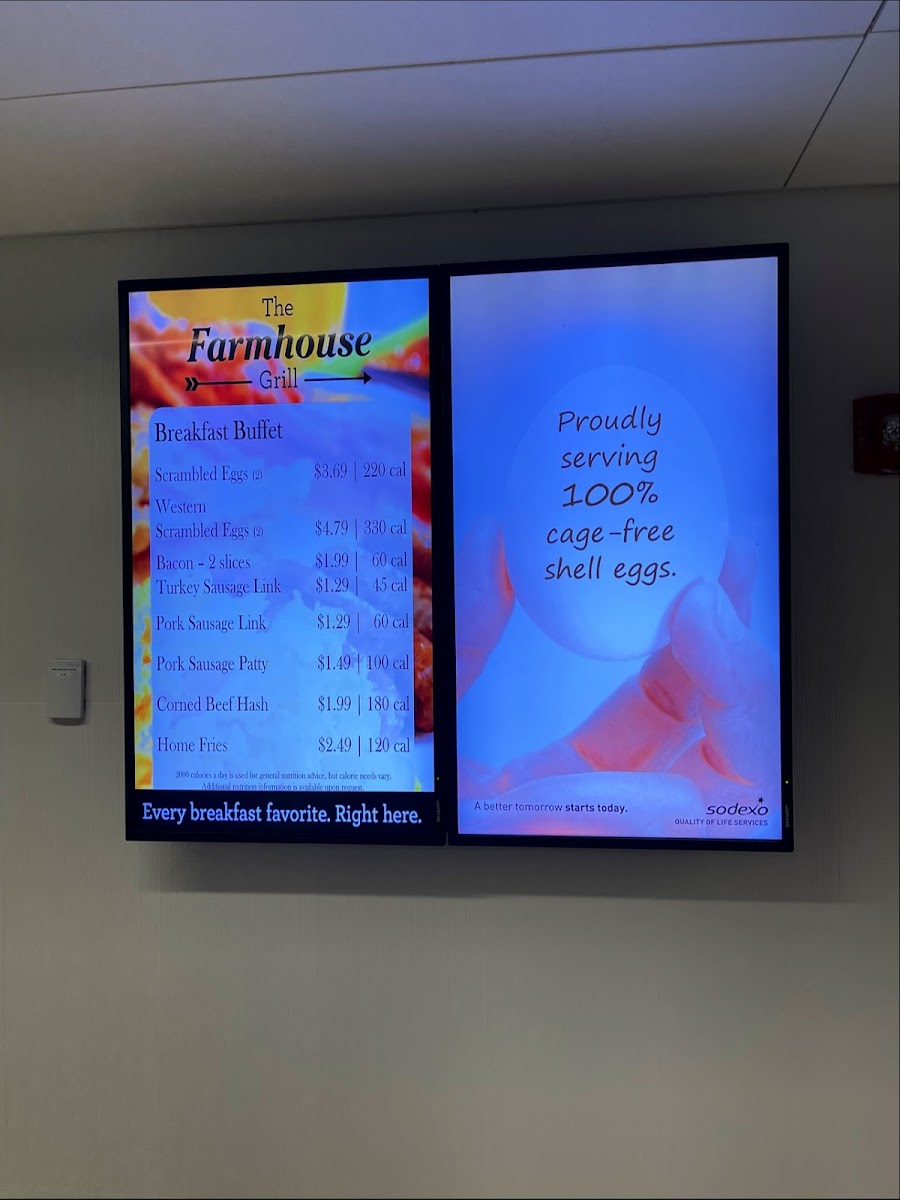 The
Farmhouse
Grill
Breakfast Buffet
Scrambled Eggs (2) $3.69 | 220 cal
Western
Scrambled Eggs (2) $4.79 | 330 cal
Bacon - 2 slices $1.99 | 60 cal
Turkey Sausage Link $1.29 | 45 cal
Pork Sausage Link $1.29 | 60 cal
Pork Sausage Patty $1.49 | 100 cal
Corned Beef Hash $1.99 | 180 cal
Home Fries $2.49 | 120 cal
2000 calories a day is used for general nutrition advice, but calorie needs vary.
Additional nutrition information is available upon request.
Every breakfast favorite. Right here.
Proudly
serving
100%
cage-free
shell eggs.
A better tomorrow starts today.
sodexo
QUALITY OF LIFE SERVICES